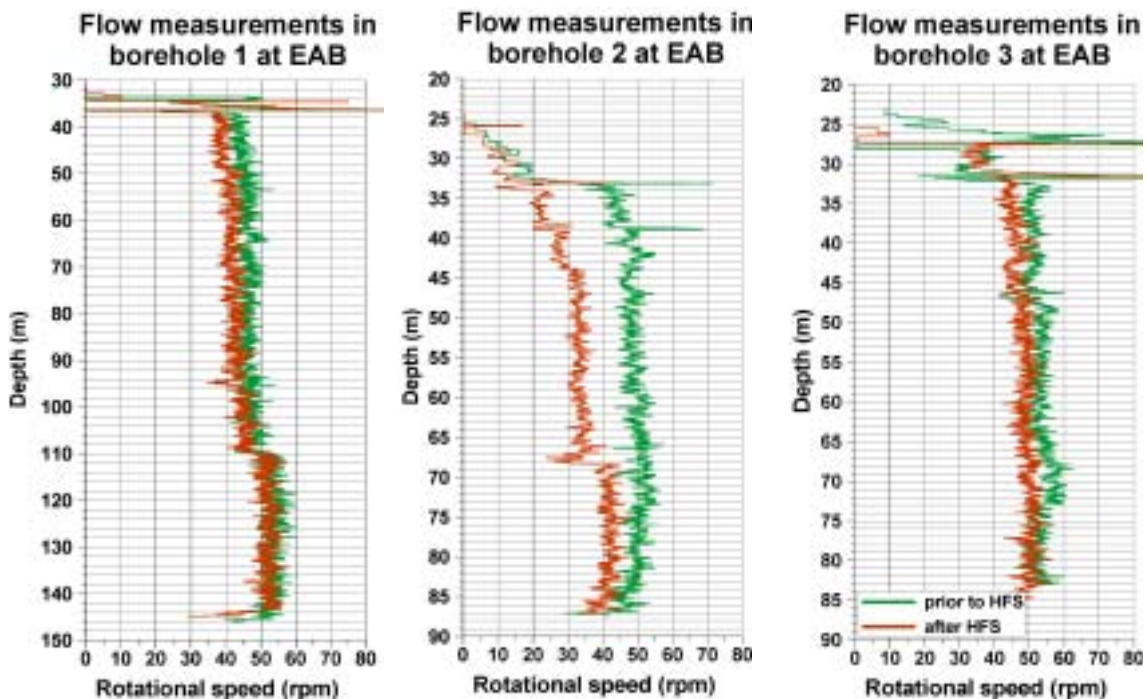 Flow measurements in
borehole 1 at EAB
30
40
50
60
70
80
90
100
110
120
130
140
150
Depth (m)
0 10 20 30 40 50 60 70 80
Rotational speed (rpm)
Flow measurements in
borehole 2 at EAB
20
25
30
35
40
45
50
55
60
65
70
75
80
85
90
Depth (m)
0 10 20 30 40 50 60 70 80
Rotational speed (rpm)
Flow measurements in
borehole 3 at EAB
20
25
30
35
40
45
50
55
60
65
70
75
80
85
90
Depth (m)
prior to HFS
after HFS
0 10 20 30 40 50 60 70 80
Rotational speed (rpm)